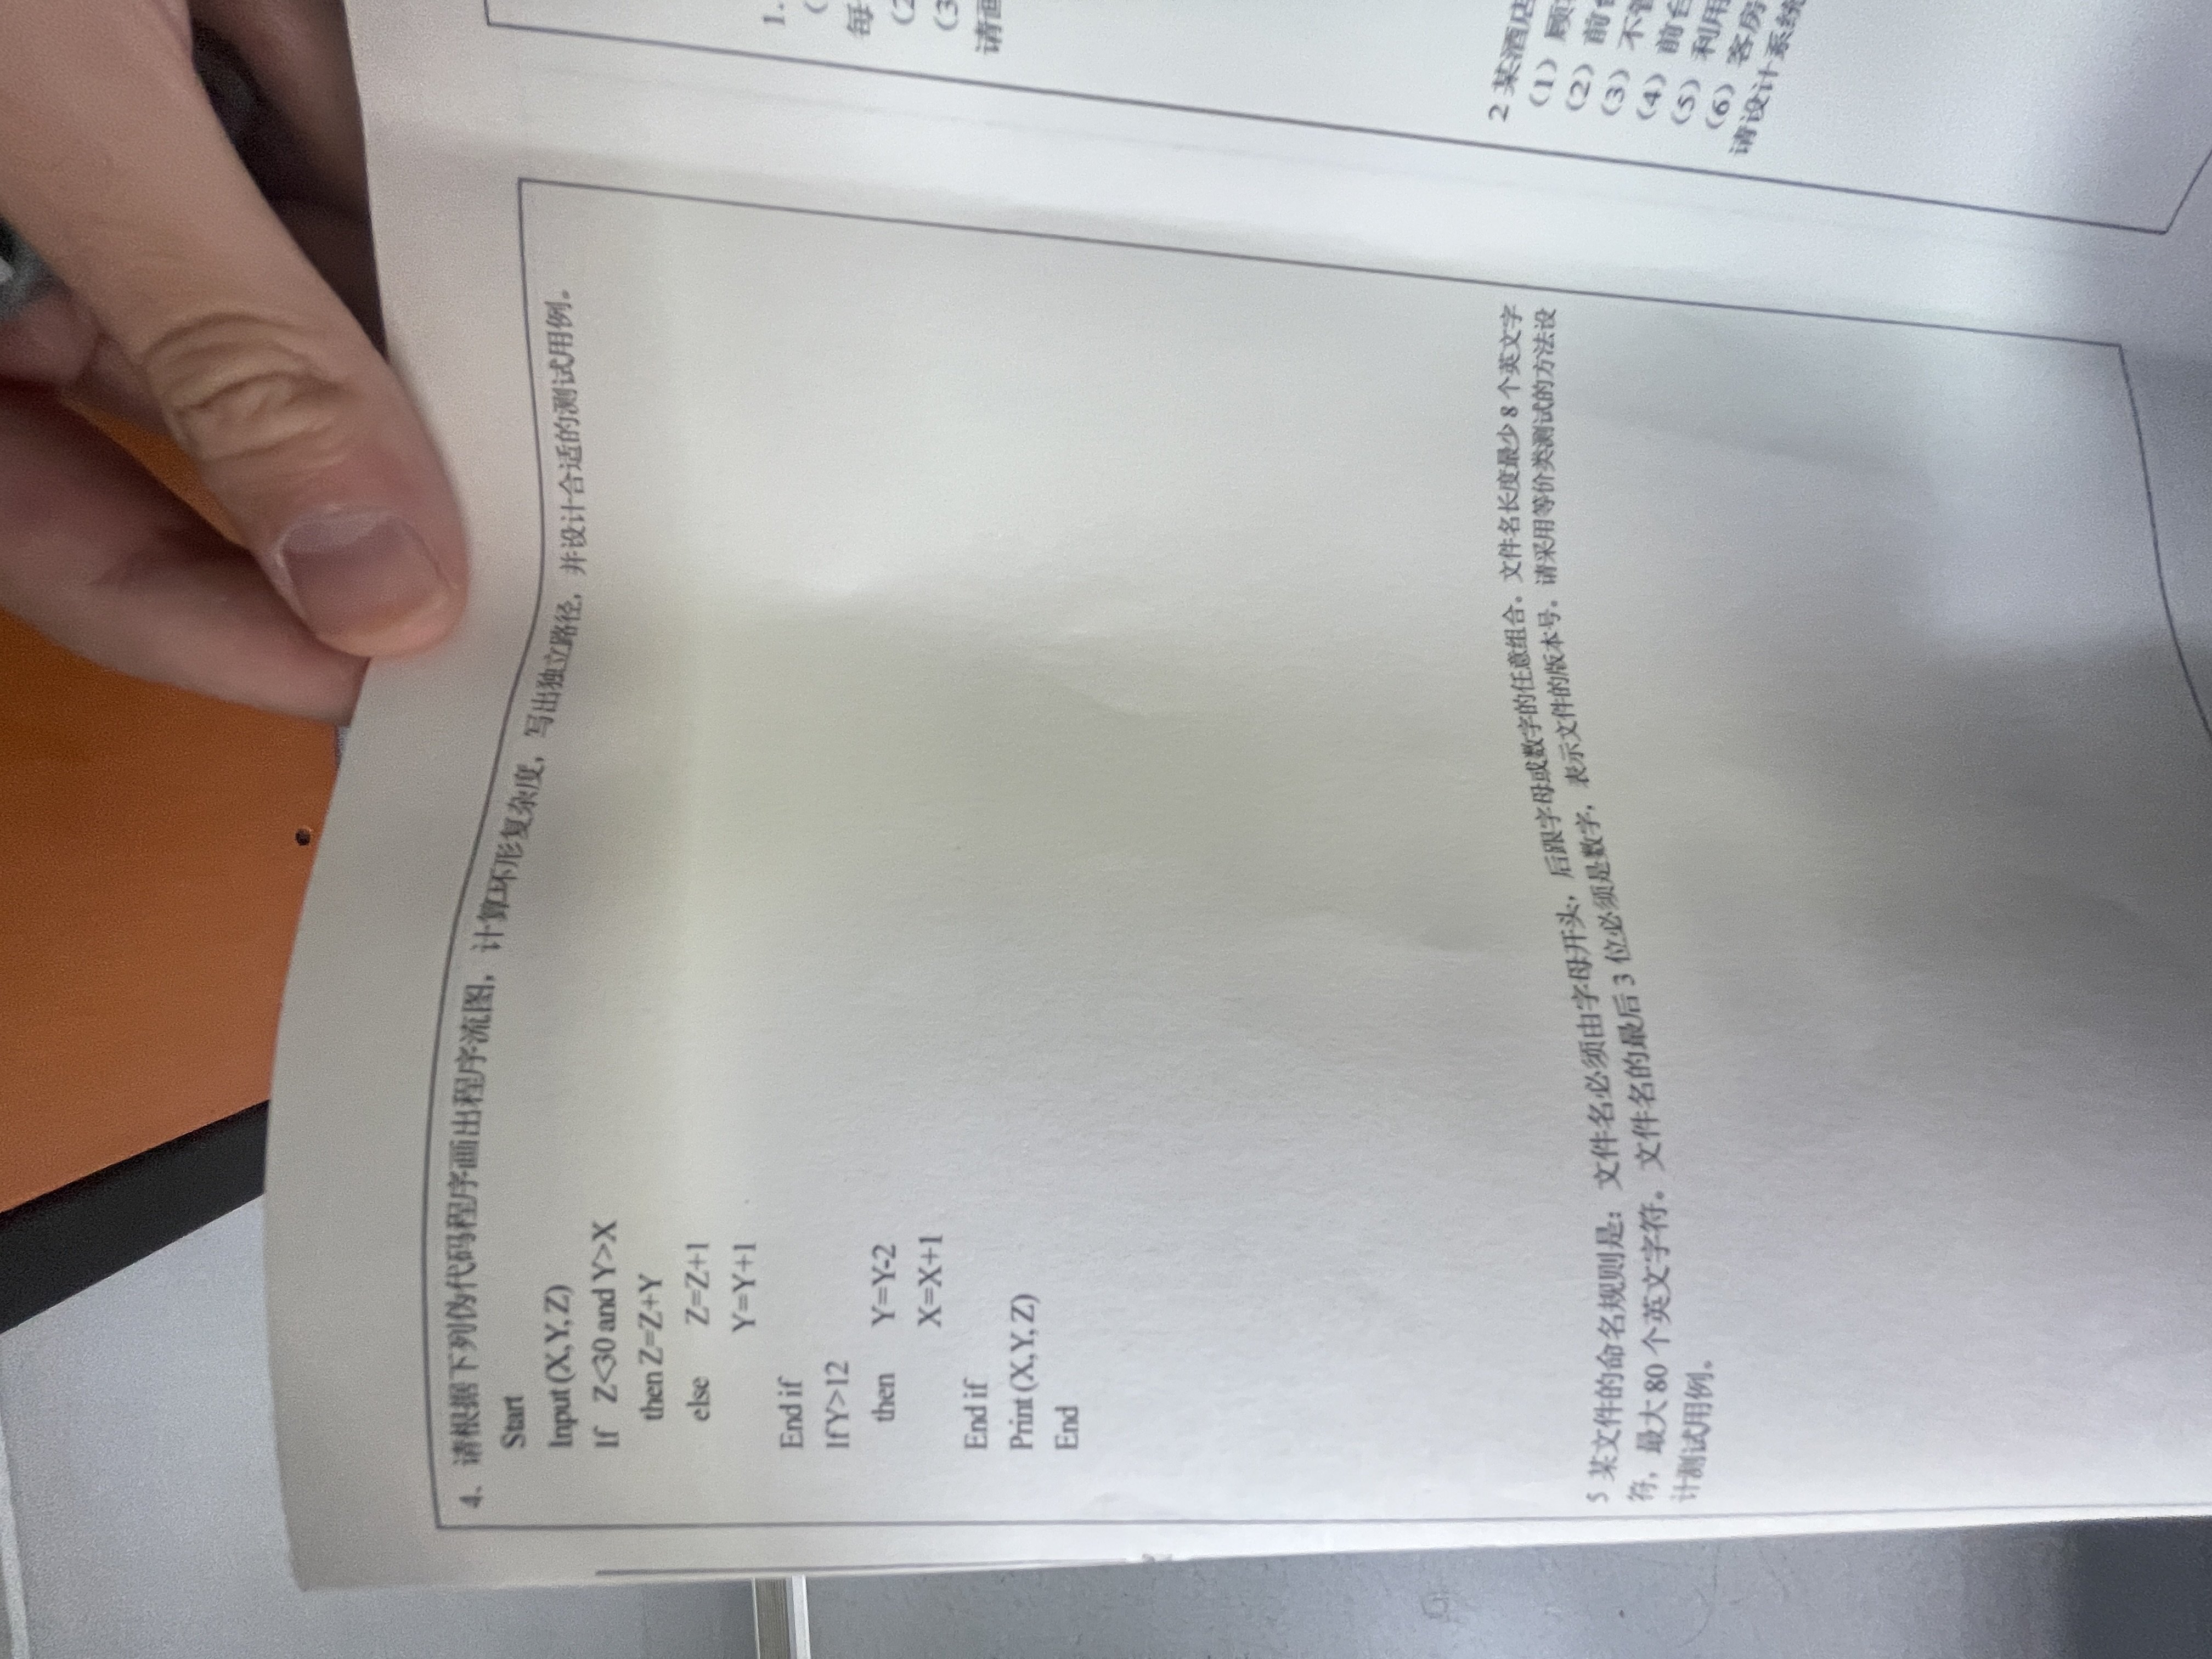 4、请根据下列伪代码程序画出程序流图，计算环形复杂度，写出独立路径，并设计合适的测试用例。
Start
Input (X, Y, Z)
If Z<30 and Y>X
then Z=Z+Y
else Z=Z+1
Y=Y+1
End if
If Y>12
then Y=Y-2
X=X+1
End if
Print (X, Y, Z)
End
5 某文件的命名规则是：文件名必须由字母开头，后跟字母或数字的任意组合。文件名长度最少 8 个英文字
符，最大 80 个英文字符。文件名的最后 3 位必须是数字，表示文件的版本号。请采用等价类测试的方法设
计测试用例。
1.
（
每
（2
（3
请画
2 某酒店
（1）顾
（2）前台
（3）不管
（4）前台
（5）利用
（6）客房
请设计系统